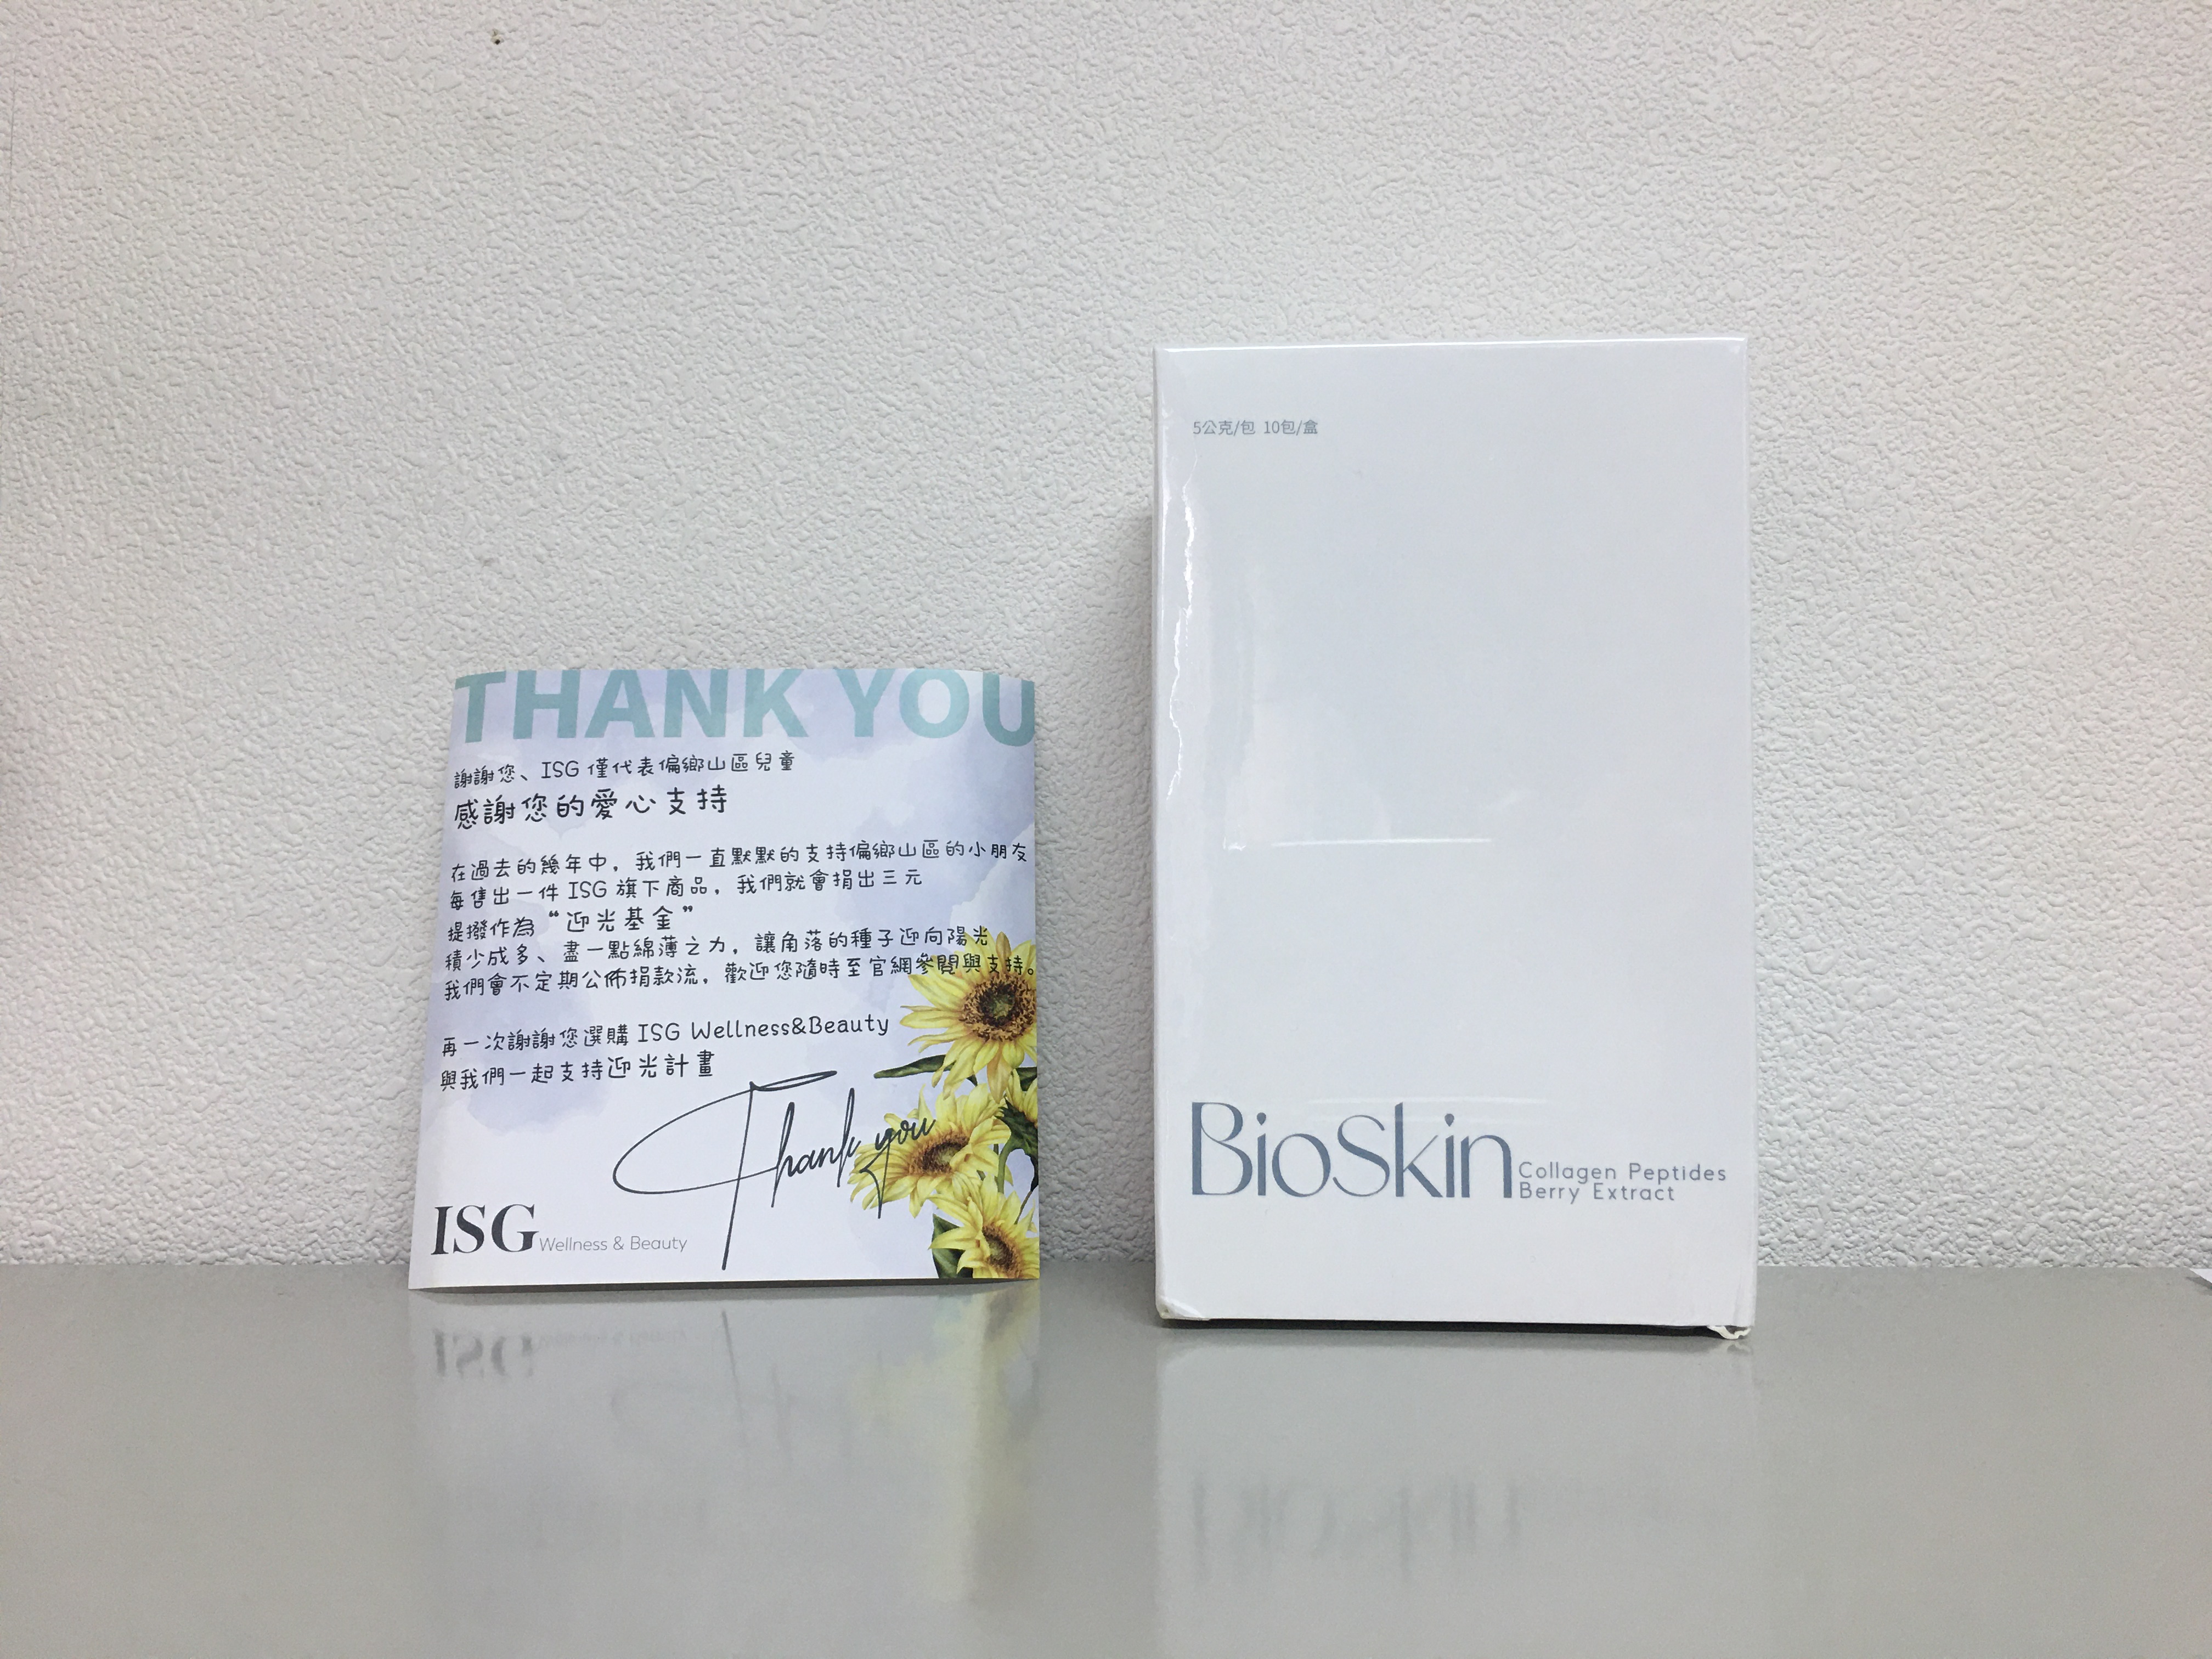 THANK YOU
謝謝您、ISG 僅代表偏鄉山區兒童
感謝您的愛心支持
在過去的幾年中，我們一直默默的支持偏鄉山區的小朋友
每售出一件 ISG 旗下商品，我們就會捐出三元
提撥作為 “迎光基金”
積少成多、盡一點綿薄之力，讓角落的種子迎向陽光
我們會不定期公佈捐款流，歡迎您隨時至官網參閱與支持。
再一次謝謝您選購 ISG Wellness&Beauty
與我們一起支持迎光計畫
Thank you
ISG Wellness & Beauty
5公克/包 10包/盒
BioSkin Collagen Peptides
Berry Extract